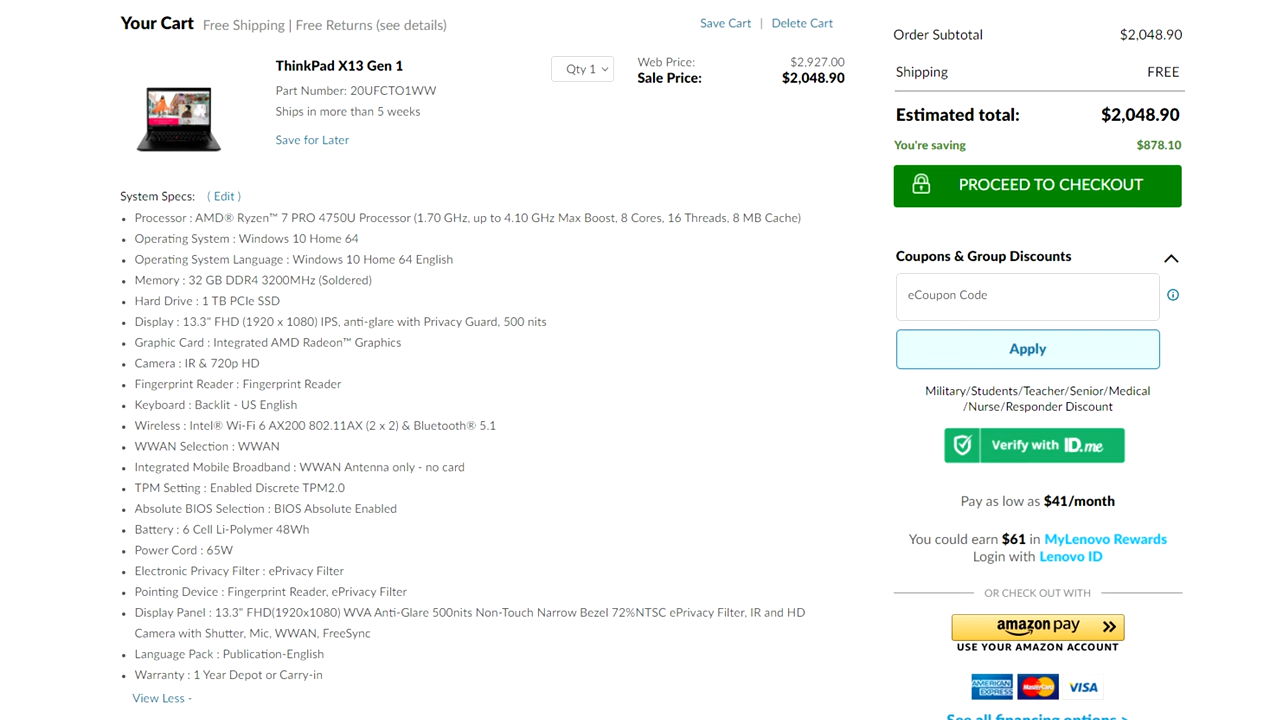 Your Cart Free Shipping | Free Returns (see details)
Save Cart | Delete Cart
ThinkPad X13 Gen 1
Part Number: 20UFCTO1WW
Ships in more than 5 weeks
Save for Later
Qty 1
Web Price: $2,927.00
Sale Price: $2,048.90
System Specs: ( Edit )
• Processor : AMD® Ryzen™ 7 PRO 4750U Processor (1.70 GHz, up to 4.10 GHz Max Boost, 8 Cores, 16 Threads, 8 MB Cache)
• Operating System : Windows 10 Home 64
• Operating System Language : Windows 10 Home 64 English
• Memory : 32 GB DDR4 3200MHz (Soldered)
• Hard Drive : 1 TB PCIe SSD
• Display : 13.3" FHD (1920 x 1080) IPS, anti-glare with Privacy Guard, 500 nits
• Graphic Card : Integrated AMD Radeon™ Graphics
• Camera : IR & 720p HD
• Fingerprint Reader : Fingerprint Reader
• Keyboard : Backlit - US English
• Wireless : Intel® Wi-Fi 6 AX200 802.11AX (2 x 2) & Bluetooth® 5.1
• WWAN Selection : WWAN
• Integrated Mobile Broadband : WWAN Antenna only - no card
• TPM Setting : Enabled Discrete TPM2.0
• Absolute BIOS Selection : BIOS Absolute Enabled
• Battery : 6 Cell Li-Polymer 48Wh
• Power Cord : 65W
• Electronic Privacy Filter : ePrivacy Filter
• Pointing Device : Fingerprint Reader, ePrivacy Filter
• Display Panel : 13.3" FHD(1920x1080) WVA Anti-Glare 500nits Non-Touch Narrow Bezel 72%NTSC ePrivacy Filter, IR and HD
Camera with Shutter, Mic, WWAN, FreeSync
• Language Pack : Publication-English
• Warranty : 1 Year Depot or Carry-in
View Less -
Order Subtotal $2,048.90
Shipping FREE
Estimated total: $2,048.90
You're saving $878.10
PROCEED TO CHECKOUT
Coupons & Group Discounts
eCoupon Code
Apply
Military/Students/Teacher/Senior/Medical
/Nurse/Responder Discount
Verify with ID.me
Pay as low as $41/month
You could earn $61 in MyLenovo Rewards
Login with Lenovo ID
OR CHECK OUT WITH
amazon pay
USE YOUR AMAZON ACCOUNT
AMERICAN EXPRESS MasterCard VISA
See all financing options >